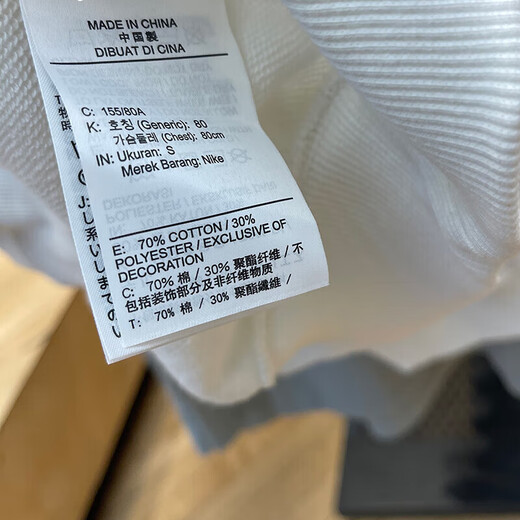 MADE IN CHINA
中国製
DIBUAT DI CINA
C: 155/80A
K: 호칭 (Generic): 80
가슴둘레 (Chest): 80cm
IN: Ukuran: S
Merek Barang: Nike
E: 70% COTTON / 30%
POLYESTER / EXCLUSIVE OF
DECORATION
C: 70% 棉 / 30% 聚酯纤维 / 不
包括装饰部分及非纤维物质
T: 70% 棉 / 30% 聚酯纖維 /